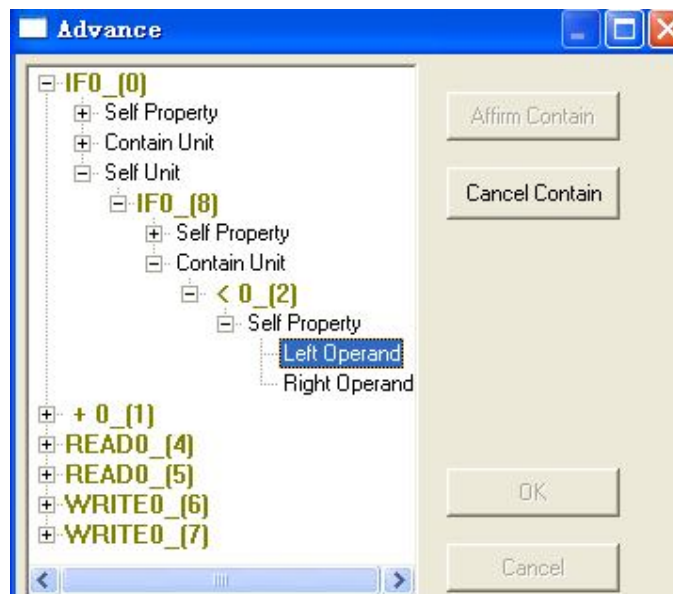 Advance
IF0_(0)
Self Property
Contain Unit
Self Unit
IF0_(8)
Self Property
Contain Unit
< 0_(2)
Self Property
Left Operand
Right Operand
+ 0_(1)
READ0_(4)
READ0_(5)
WRITE0_(6)
WRITE0_(7)
Affirm Contain
Cancel Contain
OK
Cancel